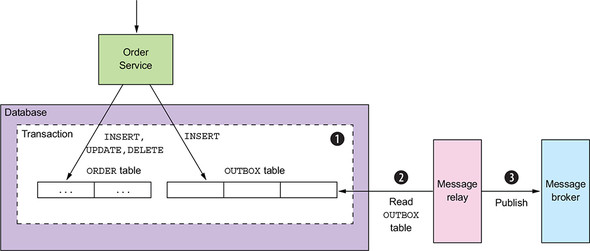 Order
Service
Database
Transaction
INSERT,
UPDATE,DELETE
INSERT
1
ORDER table
OUTBOX table
... ...
2
Read
OUTBOX
table
Message
relay
3
Publish
Message
broker